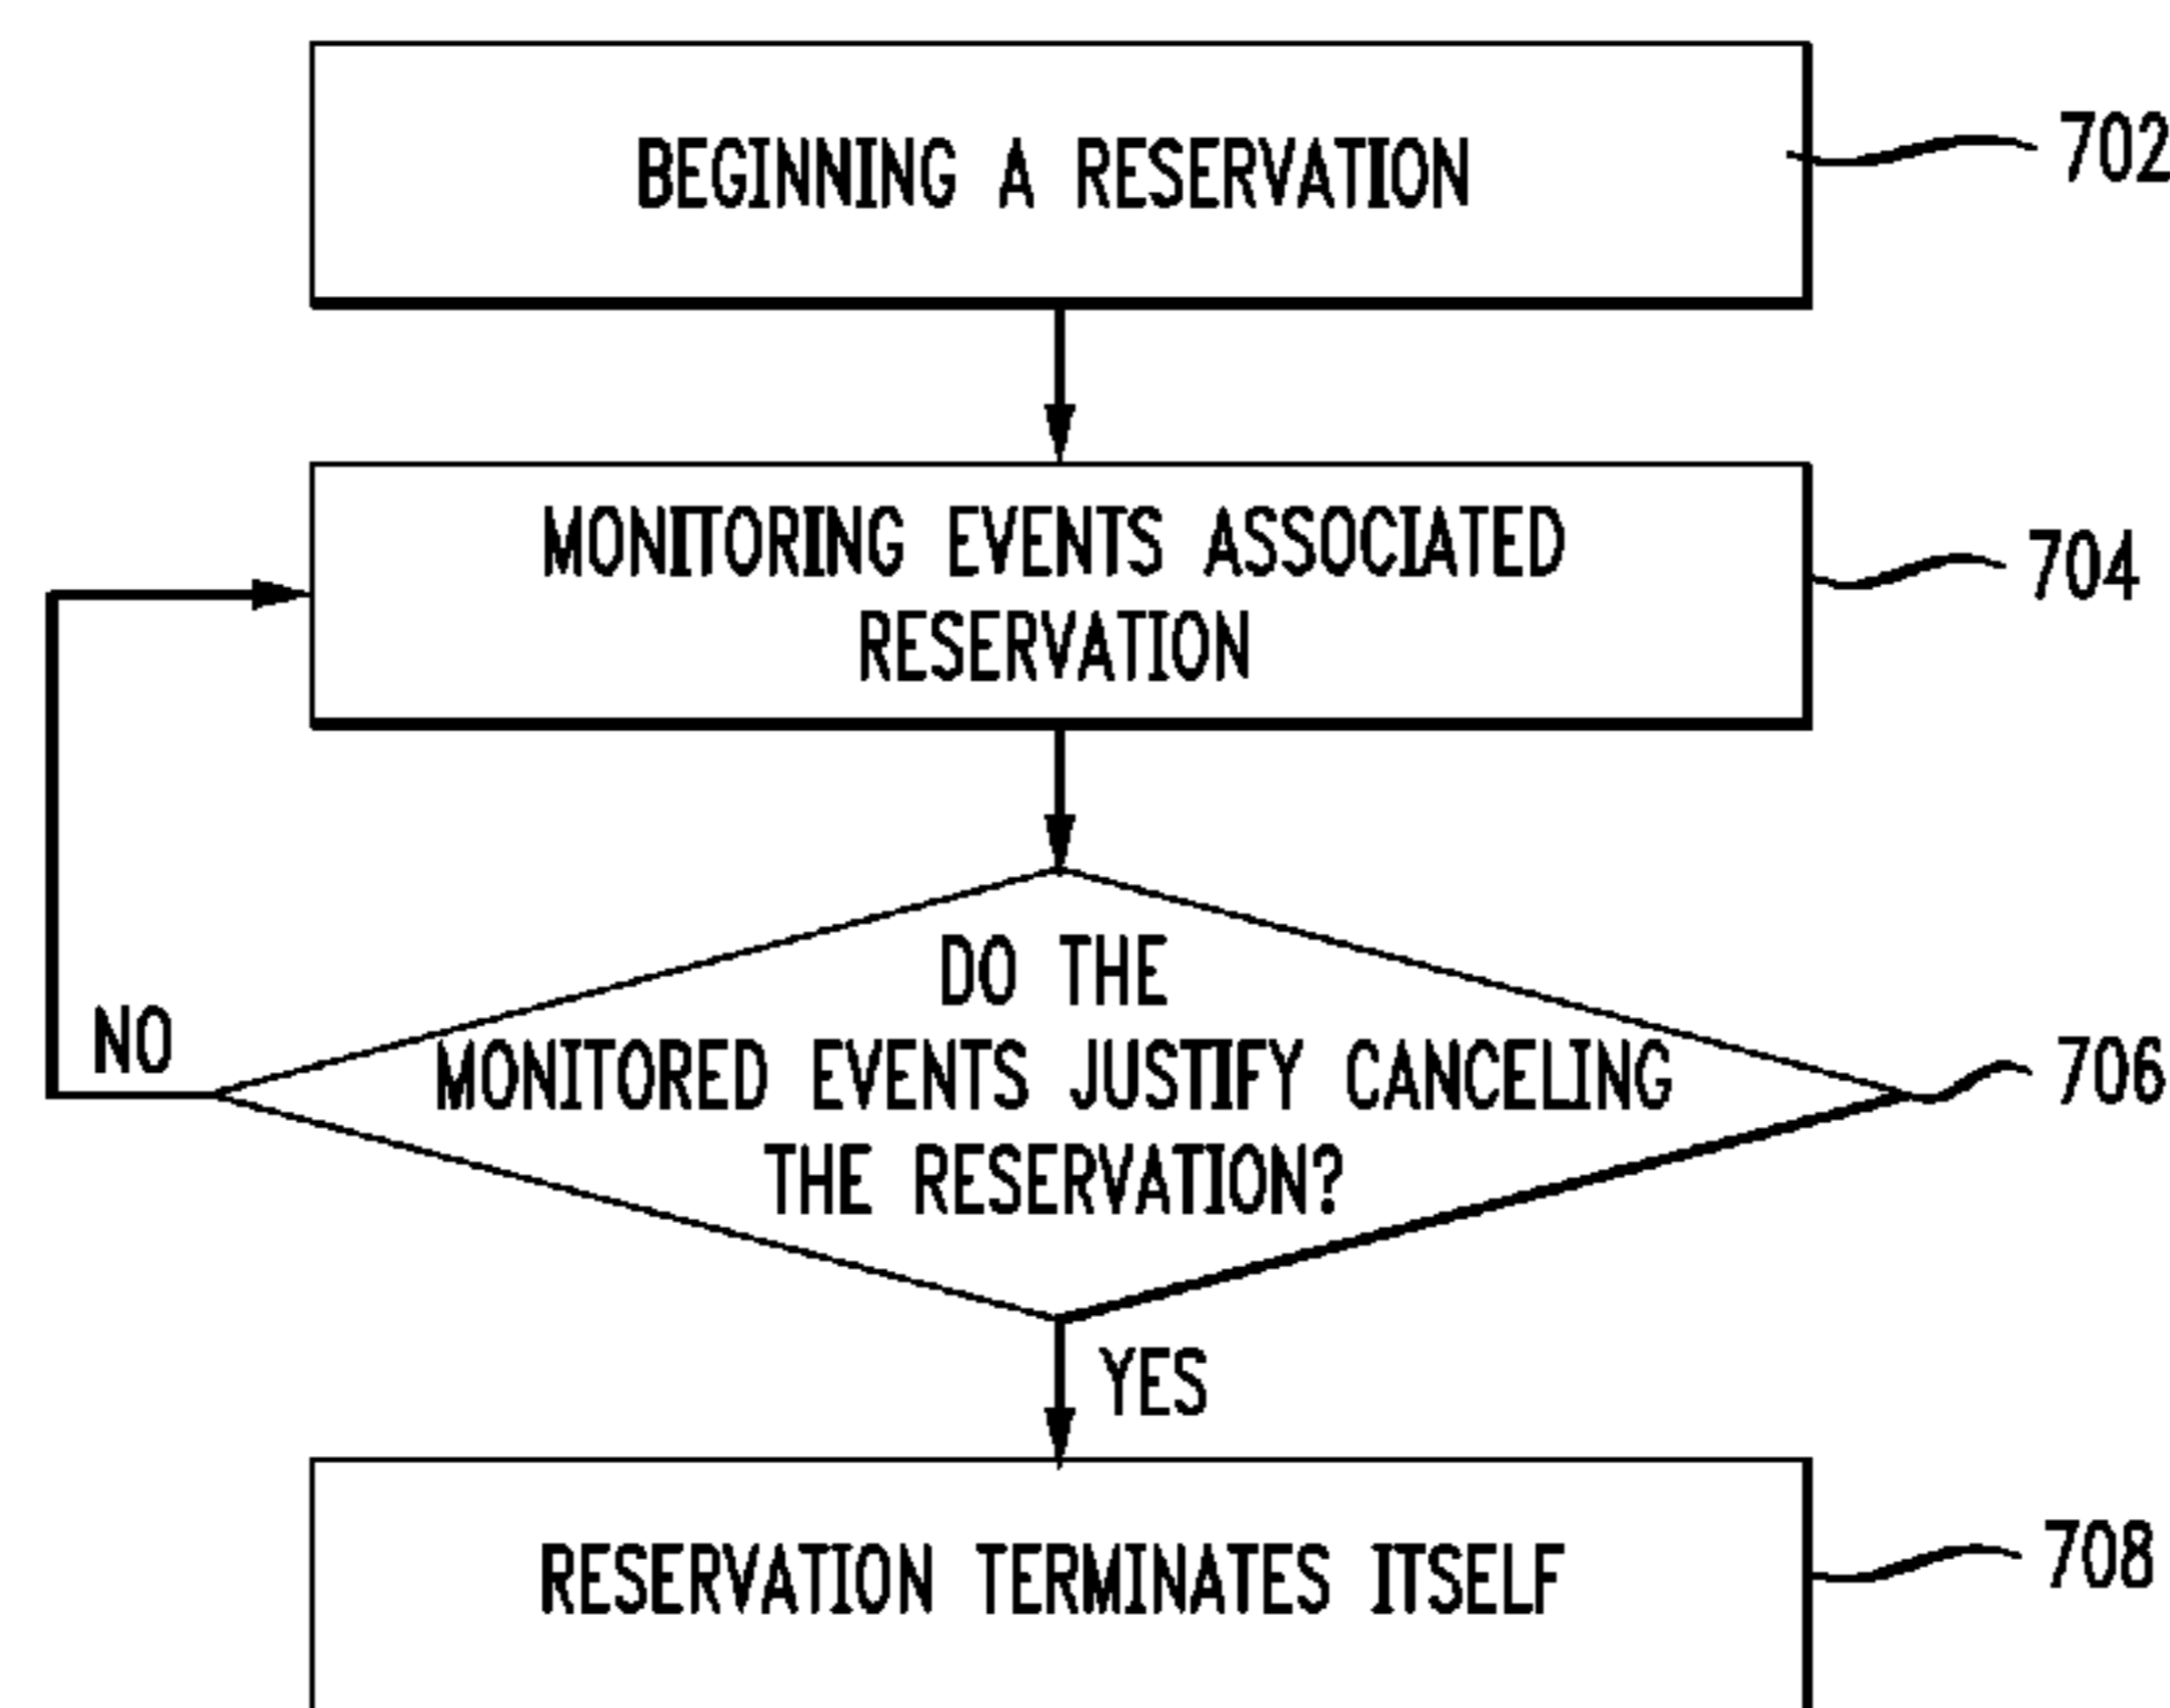 BEGINNING A RESERVATION
702
MONITORING EVENTS ASSOCIATED
RESERVATION
704
DO THE
MONITORED EVENTS JUSTIFY CANCELING
THE RESERVATION?
NO
706
YES
RESERVATION TERMINATES ITSELF
708